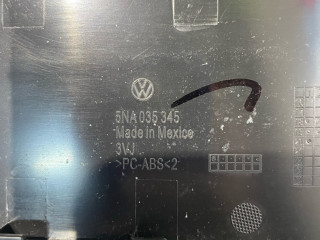 5NA 035 345
Made in Mexico
3VJ
>PC-ABS<2